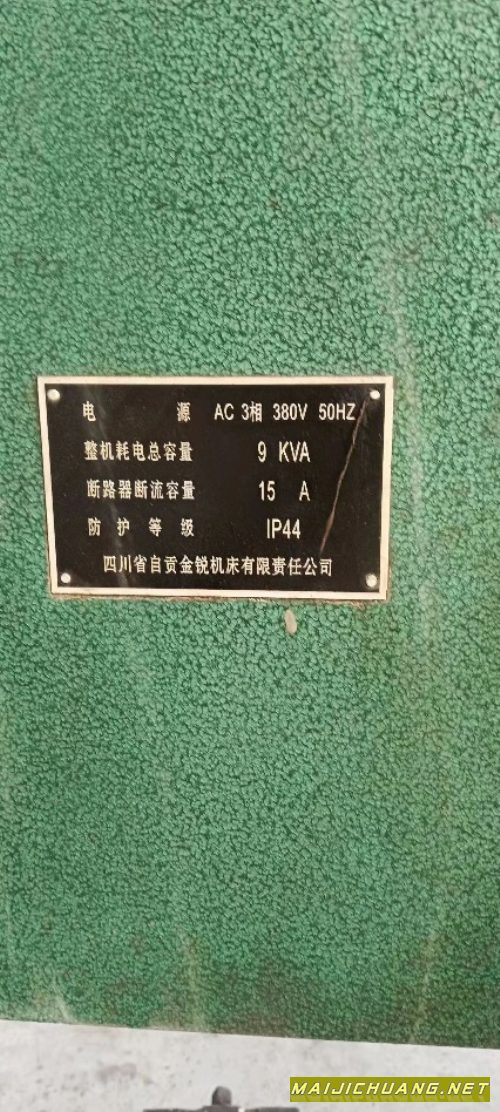 电 源 AC 3相 380V 50HZ
整机耗电总容量 9 KVA
断路器断流容量 15 A
防护等级 IP44
四川省自贡金锐机床有限责任公司
MAIJICHUANG.NET